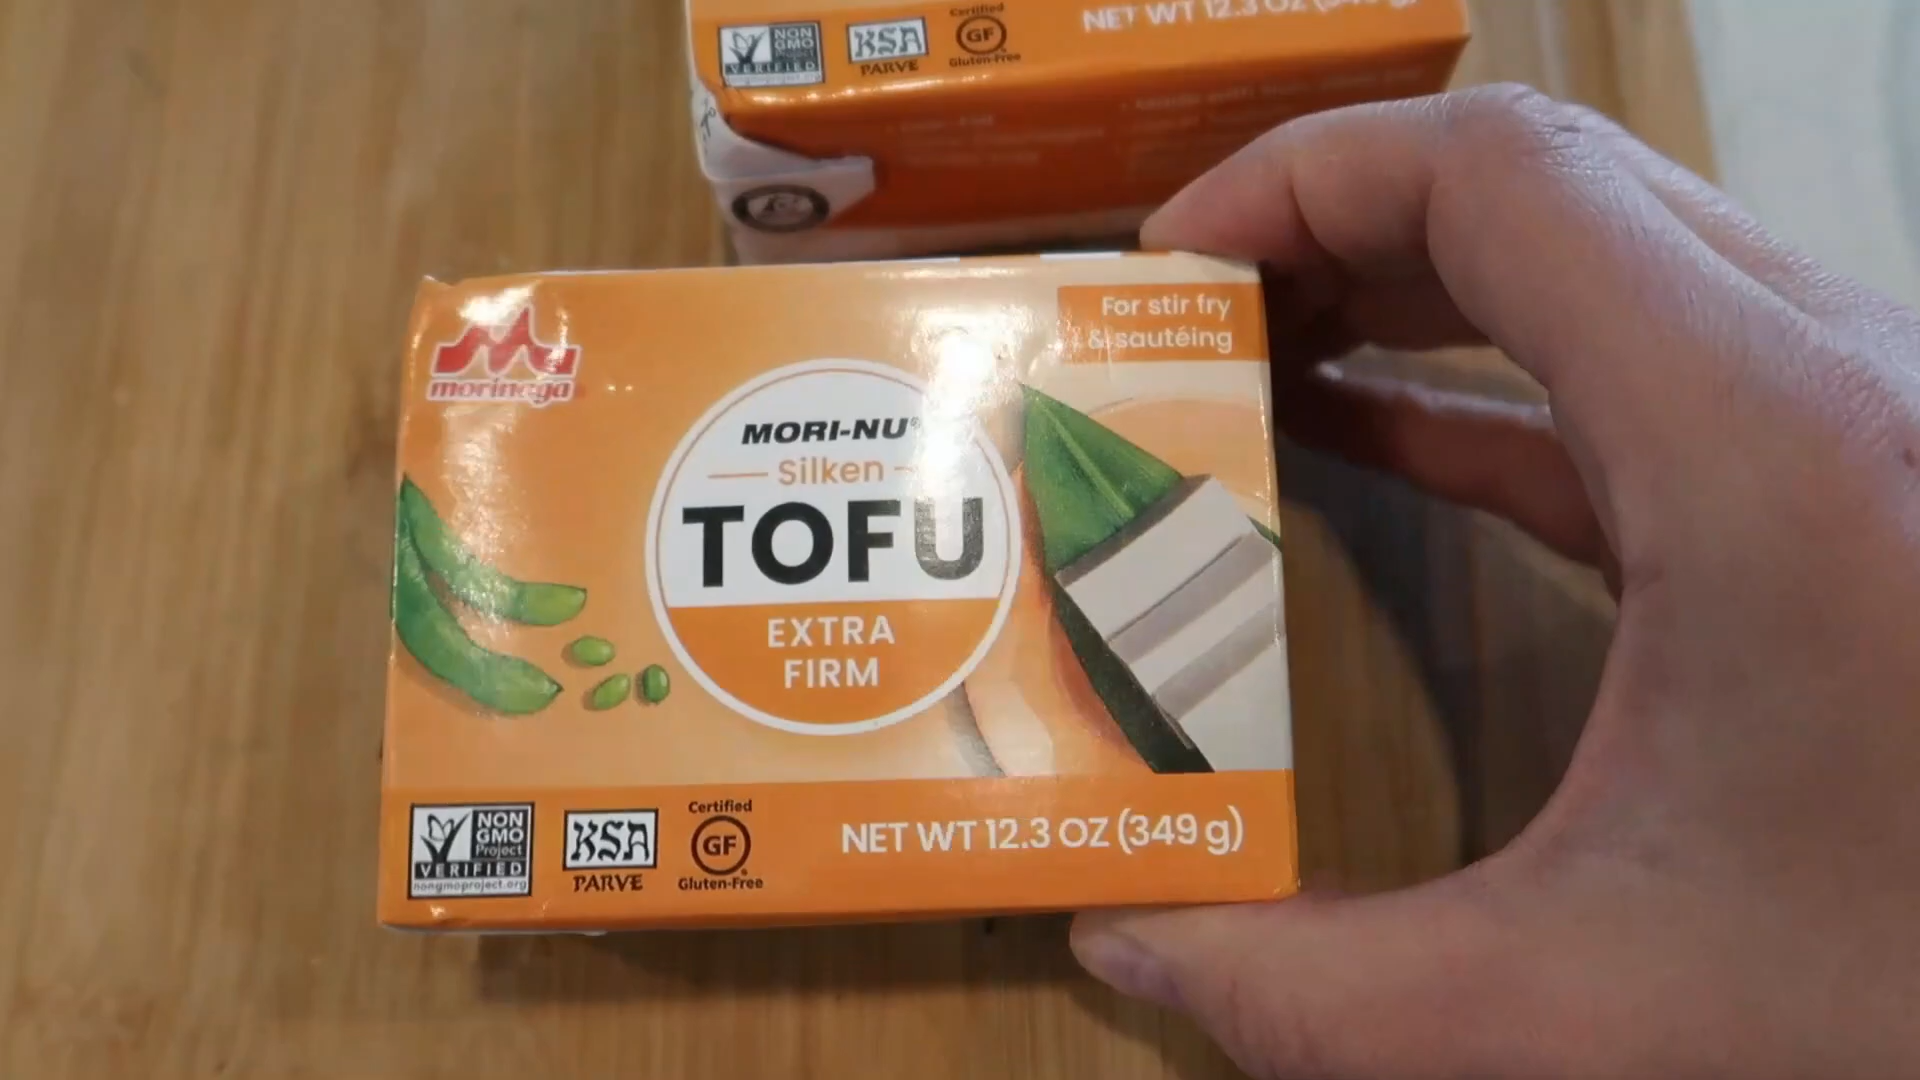 NON
GMO
Project
VERIFIED
KSA
PARVE
Certified
GF
Gluten-Free
NET WT 12.3 OZ (349 g)
morinaga
For stir fry
& sautéing
MORI-NU®
Silken
TOFU
EXTRA
FIRM
NON
GMO
Project
VERIFIED
nongmoproject.org
KSA
PARVE
Certified
GF
Gluten-Free
NET WT 12.3 OZ (349 g)